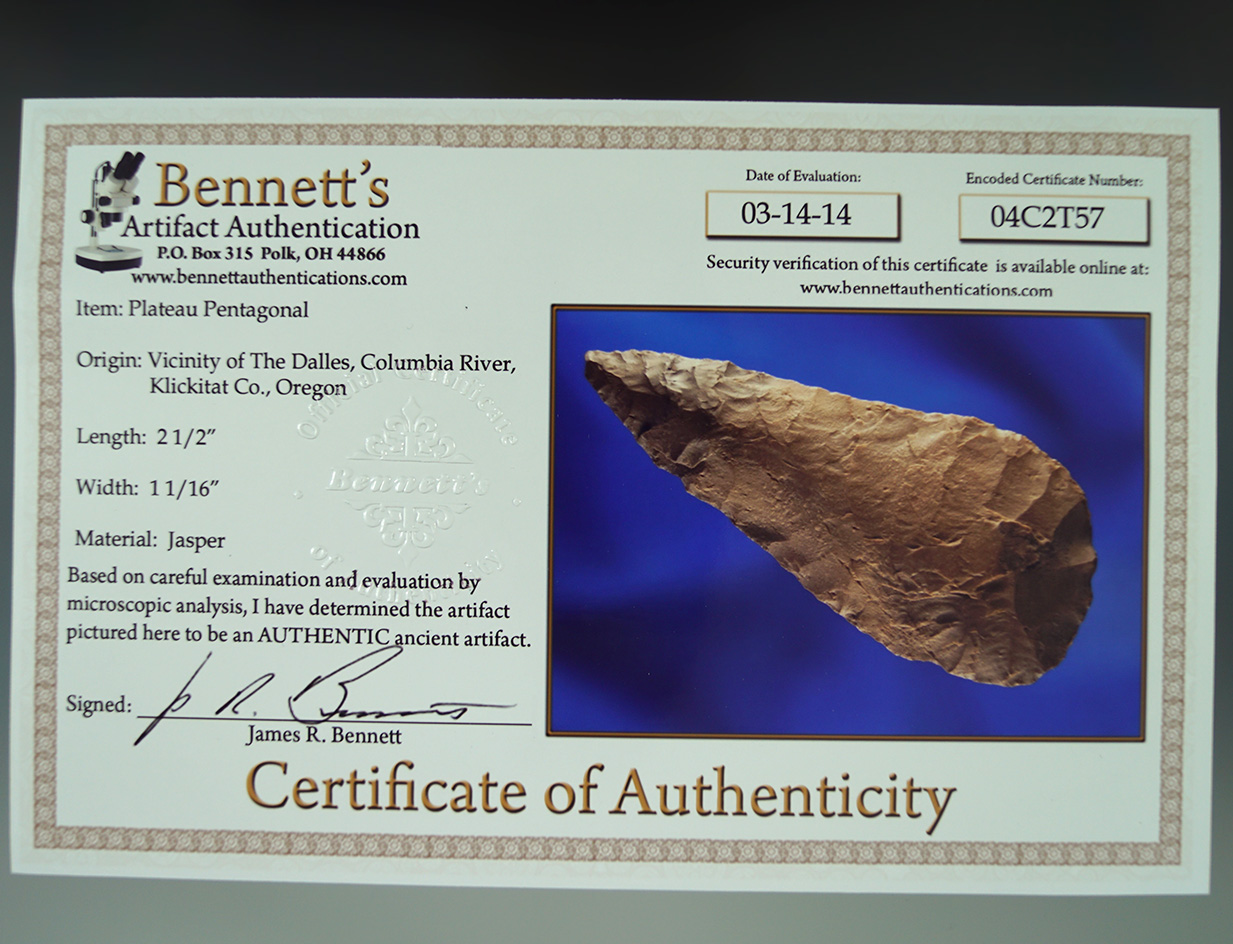 Bennett's
Artifact Authentication
P.O. Box 315 Polk, OH 44866
www.bennettauthentications.com
Date of Evaluation:
03-14-14
Encoded Certificate Number:
04C2T57
Security verification of this certificate is available online at:
www.bennettauthentications.com
Item: Plateau Pentagonal
Origin: Vicinity of The Dalles, Columbia River,
Klickitat Co., Oregon
Length: 2 1/2"
Width: 1 1/16"
Material: Jasper
Official Certificate
Bennett's
of
Based on careful examination and evaluation by
microscopic analysis, I have determined the artifact
pictured here to be an AUTHENTIC ancient artifact.
Signed:
James R. Bennett
Certificate of Authenticity